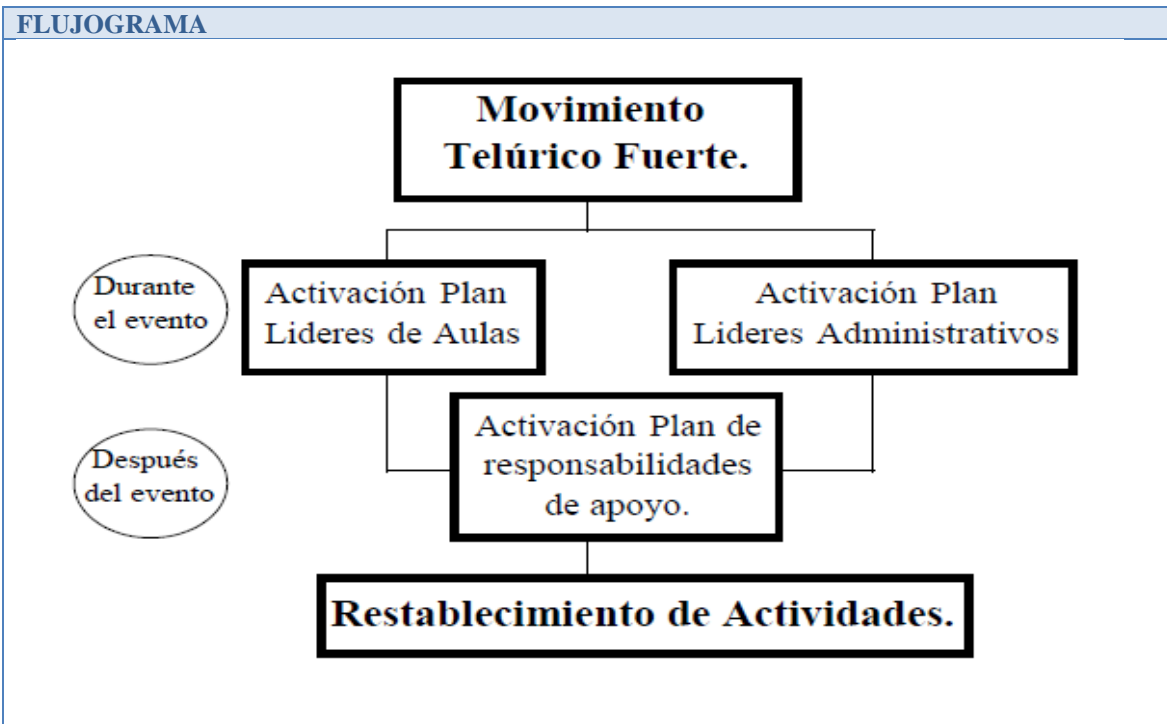 FLUJOGRAMA
Movimiento
Telúrico Fuerte.
Durante
el evento
Activación Plan
Lideres de Aulas
Activación Plan
Lideres Administrativos
Después
del evento
Activación Plan de
responsabilidades
de apoyo.
Restablecimiento de Actividades.